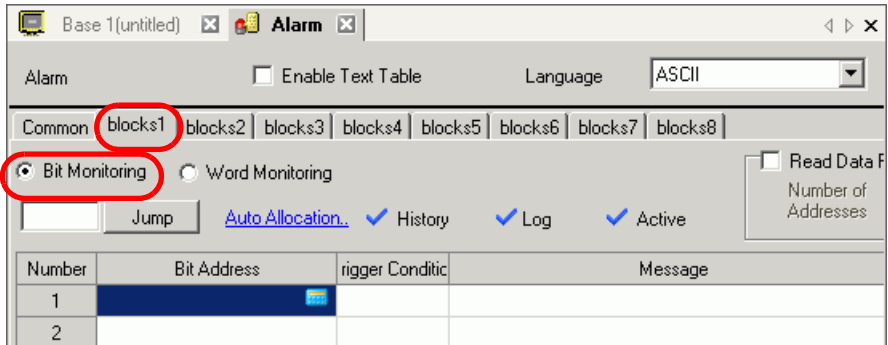 Base 1(untitled) Alarm
Alarm Enable Text Table Language ASCII
Common blocks1 blocks2 blocks3 blocks4 blocks5 blocks6 blocks7 blocks8
Bit Monitoring Word Monitoring Read Data F
Number of
Addresses
Jump Auto Allocation.. History Log Active
Number Bit Address rigger Conditic Message
1
2